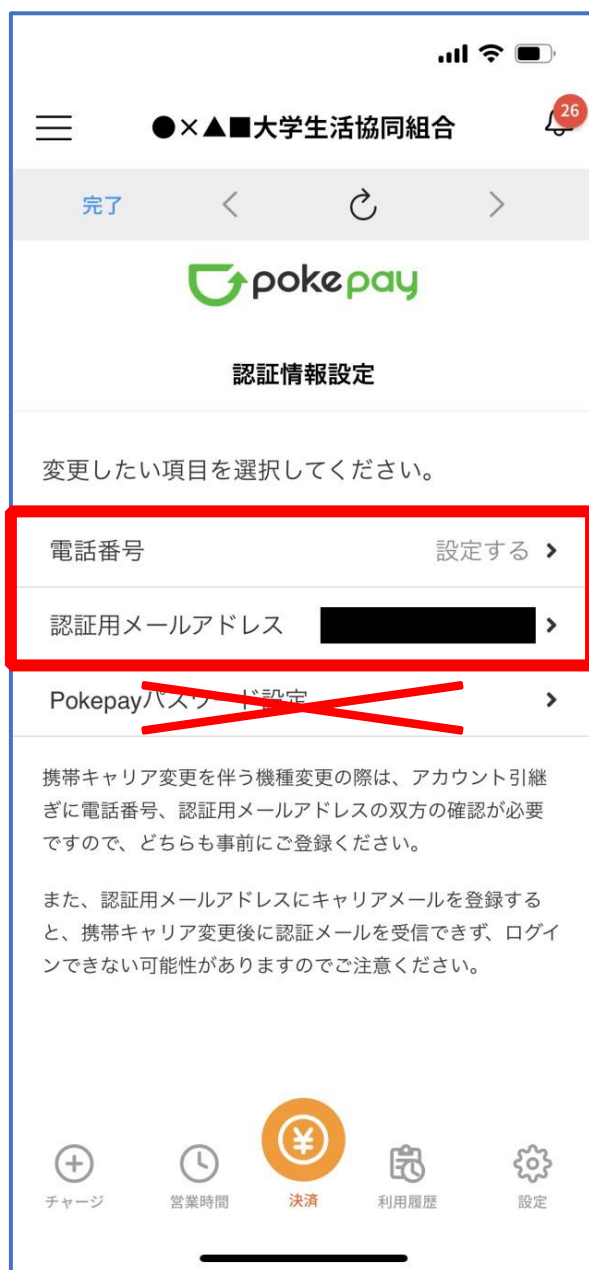 ●×▲■大学生活協同組合
26
完了
pokepay
認証情報設定
変更したい項目を選択してください。
電話番号 設定する
認証用メールアドレス
Pokepayパスワード設定
携帯キャリア変更を伴う機種変更の際は、アカウント引継
ぎに電話番号、認証用メールアドレスの双方の確認が必要
ですので、どちらも事前にご登録ください。
また、認証用メールアドレスにキャリアメールを登録する
と、携帯キャリア変更後に認証メールを受信できず、ログイ
ンできない可能性がありますのでご注意ください。
チャージ 営業時間 決済 利用履歴 設定